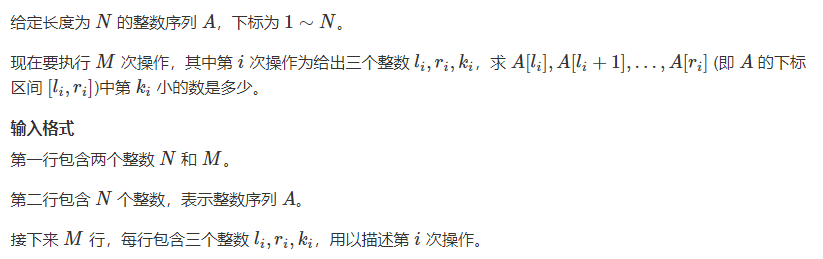 给定长度为 N 的整数序列 A，下标为 1 ∼ N。
现在要执行 M 次操作，其中第 i 次操作为给出三个整数 l_i, r_i, k_i，求 A[l_i], A[l_i + 1], ..., A[r_i] (即 A 的下标
区间 [l_i, r_i])中第 k_i 小的数是多少。
输入格式
第一行包含两个整数 N 和 M。
第二行包含 N 个整数，表示整数序列 A。
接下来 M 行，每行包含三个整数 l_i, r_i, k_i，用以描述第 i 次操作。